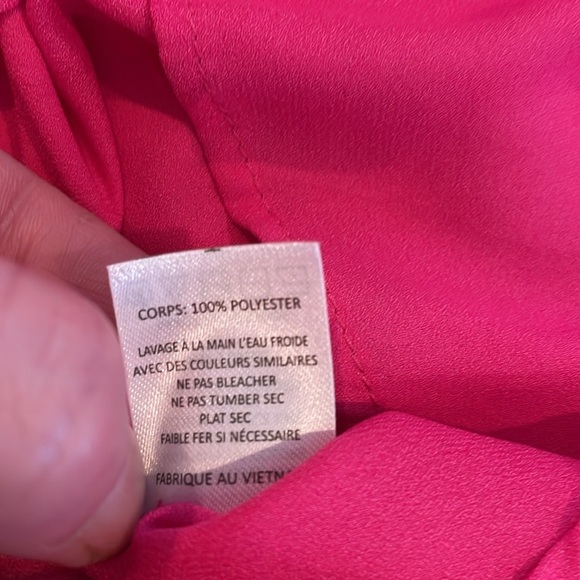 CORPS: 100% POLYESTER
LAVAGE À LA MAIN L'EAU FROIDE
AVEC DES COULEURS SIMILAIRES
NE PAS BLEACHER
NE PAS TUMBER SEC
PLAT SEC
FAIBLE FER SI NÉCESSAIRE
FABRIQUE AU